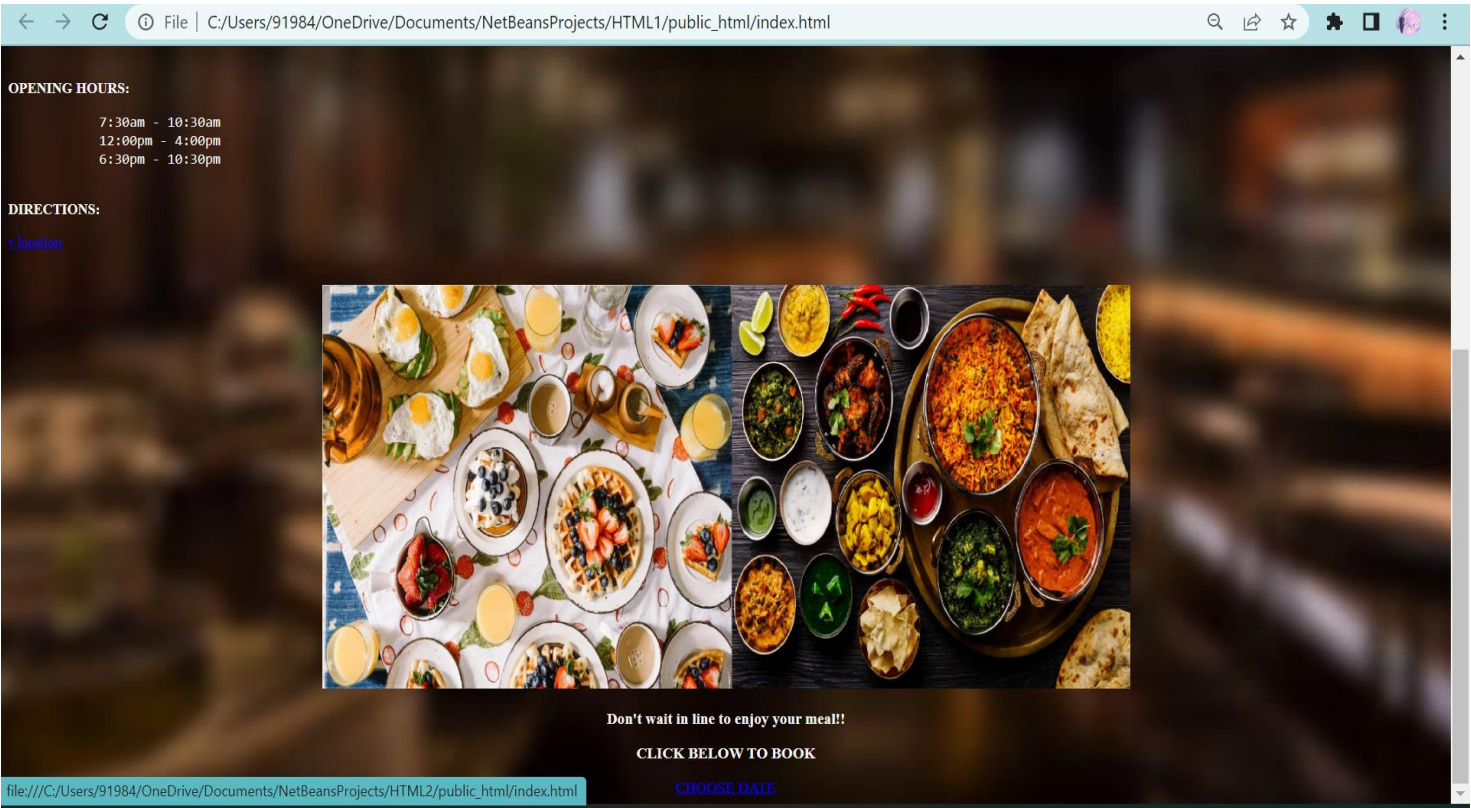 File | C:/Users/91984/OneDrive/Documents/NetBeansProjects/HTML1/public_html/index.html
OPENING HOURS:
7:30am - 10:30am
12:00pm - 4:00pm
6:30pm - 10:30pm
DIRECTIONS:
location
Don't wait in line to enjoy your meal!!
CLICK BELOW TO BOOK
CHOOSE DATE
file:///C:/Users/91984/OneDrive/Documents/NetBeansProjects/HTML2/public_html/index.html